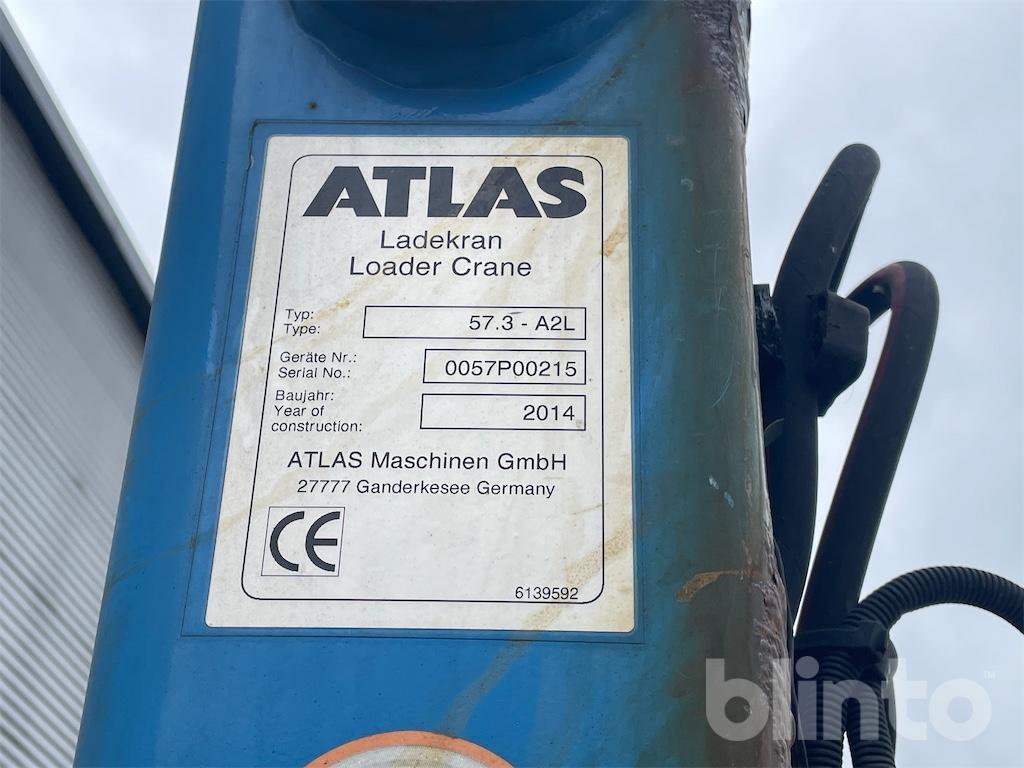 ATLAS
Ladekran
Loader Crane
Typ:
Type:
57.3 - A2L
Geräte Nr.:
Serial No.:
0057P00215
Baujahr:
Year of
construction:
2014
ATLAS Maschinen GmbH
27777 Ganderkesee Germany
CE
6139592
blinto™